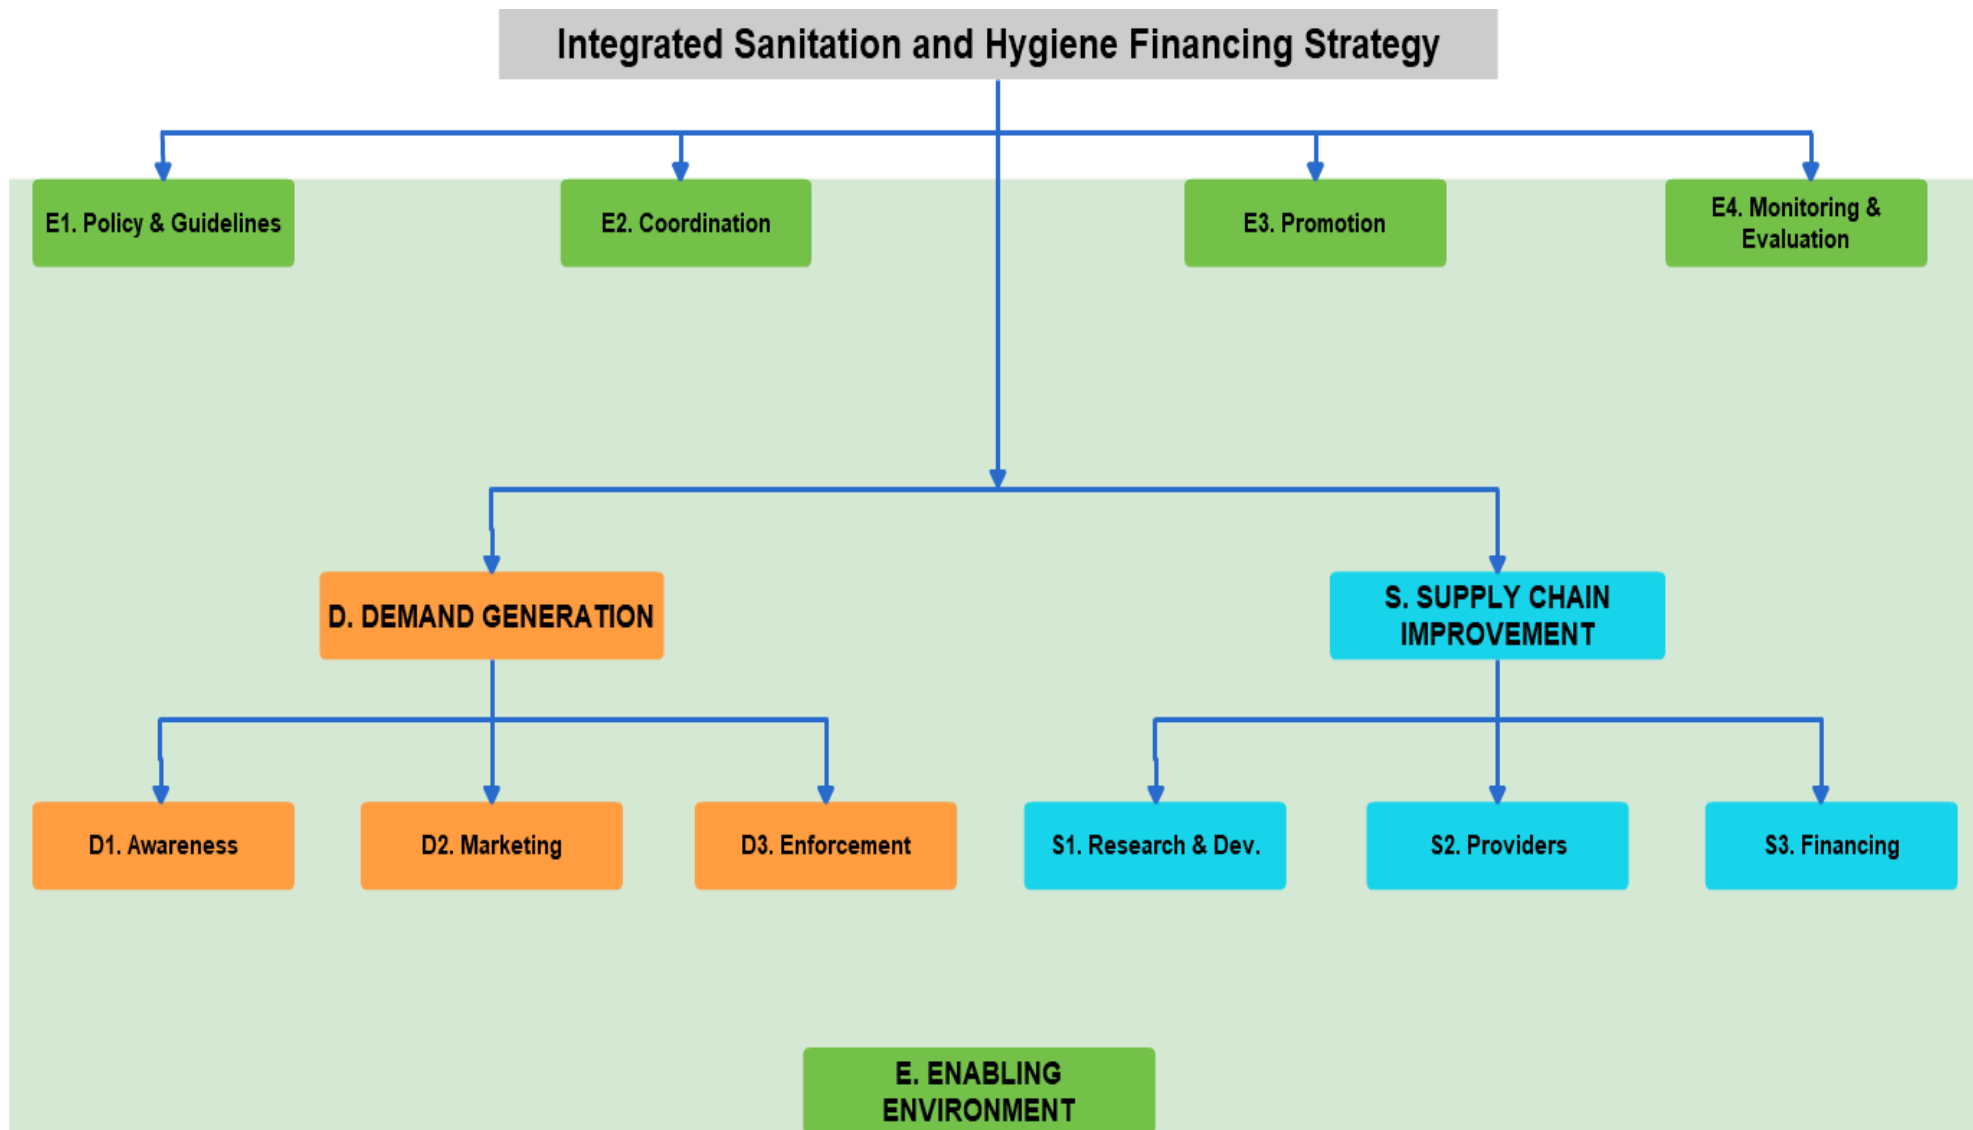 Integrated Sanitation and Hygiene Financing Strategy
E1. Policy & Guidelines
E2. Coordination
E3. Promotion
E4. Monitoring &
Evaluation
D. DEMAND GENERATION
S. SUPPLY CHAIN
IMPROVEMENT
D1. Awareness
D2. Marketing
D3. Enforcement
S1. Research & Dev.
S2. Providers
S3. Financing
E. ENABLING
ENVIRONMENT